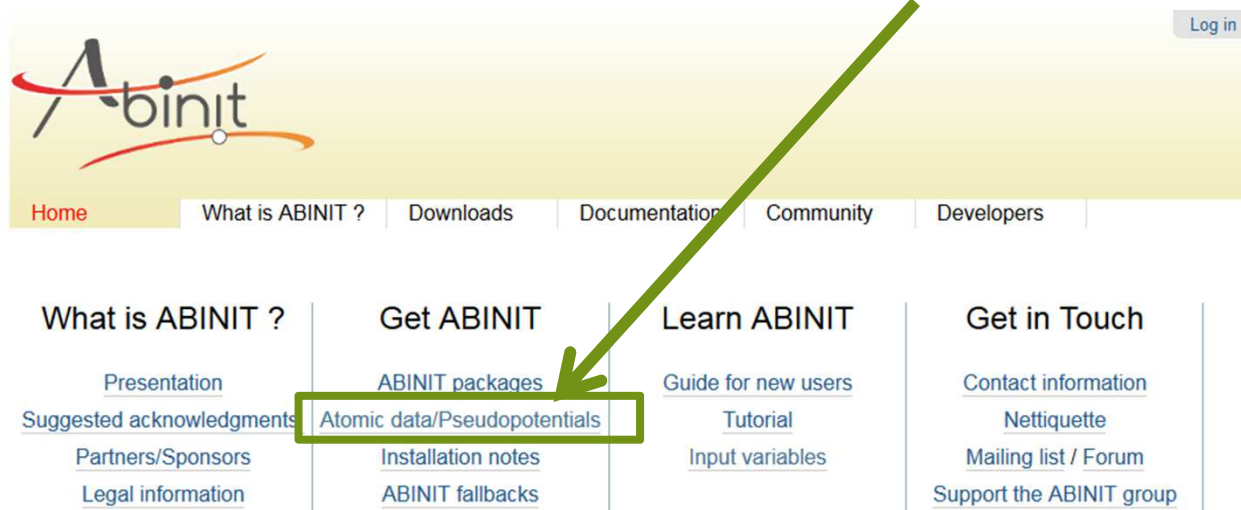 Log in
Abinit
Home What is ABINIT ? Downloads Documentation Community Developers
What is ABINIT ? Get ABINIT Learn ABINIT Get in Touch
Presentation ABINIT packages Guide for new users Contact information
Suggested acknowledgments Atomic data/Pseudopotentials Tutorial Nettiquette
Partners/Sponsors Installation notes Input variables Mailing list / Forum
Legal information ABINIT fallbacks Support the ABINIT group